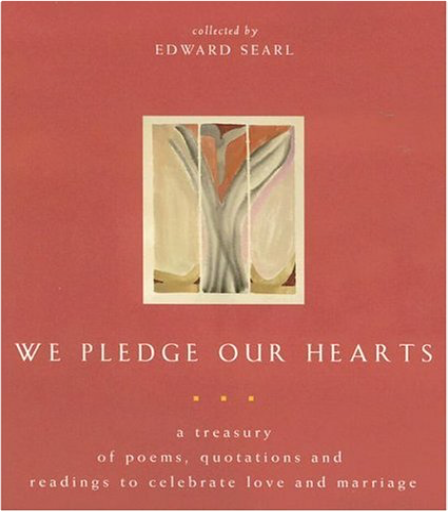 collected by
EDWARD SEARL
WE PLEDGE OUR HEARTS
a treasury
of poems, quotations and
readings to celebrate love and marriage